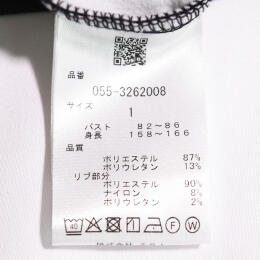 品番
055-3262008
サイズ
1
バスト 82~86
身長 158~166
品質
ポリエステル 87%
ポリウレタン 13%
リブ部分
ポリエステル 90%
ナイロン 8%
ポリウレタン 2%
40 F W